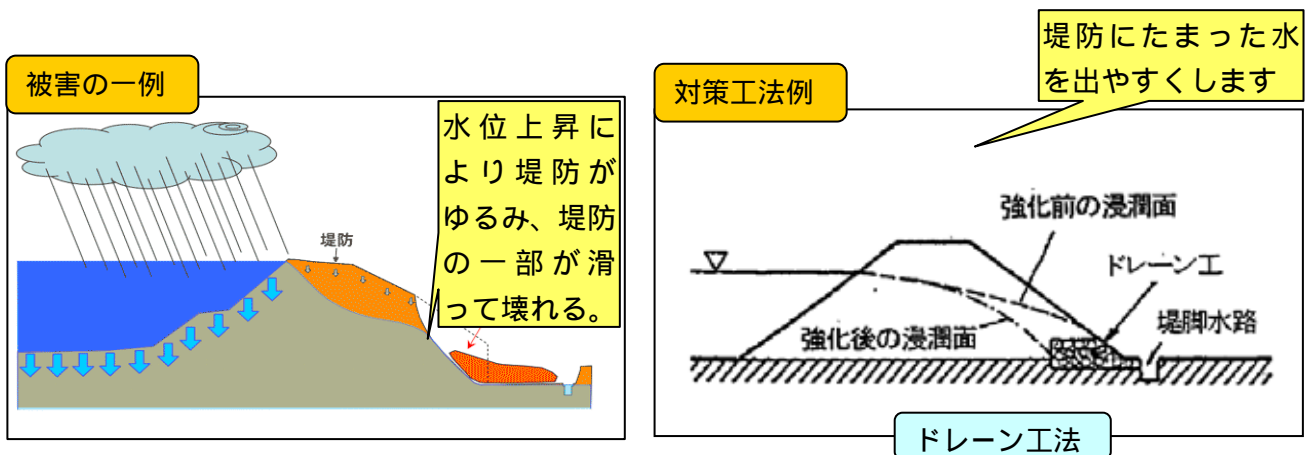 被害の一例
水位上昇に
より堤防が
ゆるみ、堤防
の一部が滑
って壊れる。
堤防
対策工法例
堤防にたまった水
を出やすくします
強化前の浸潤面
ドレーン工
堤脚水路
強化後の浸潤面
ドレーン工法